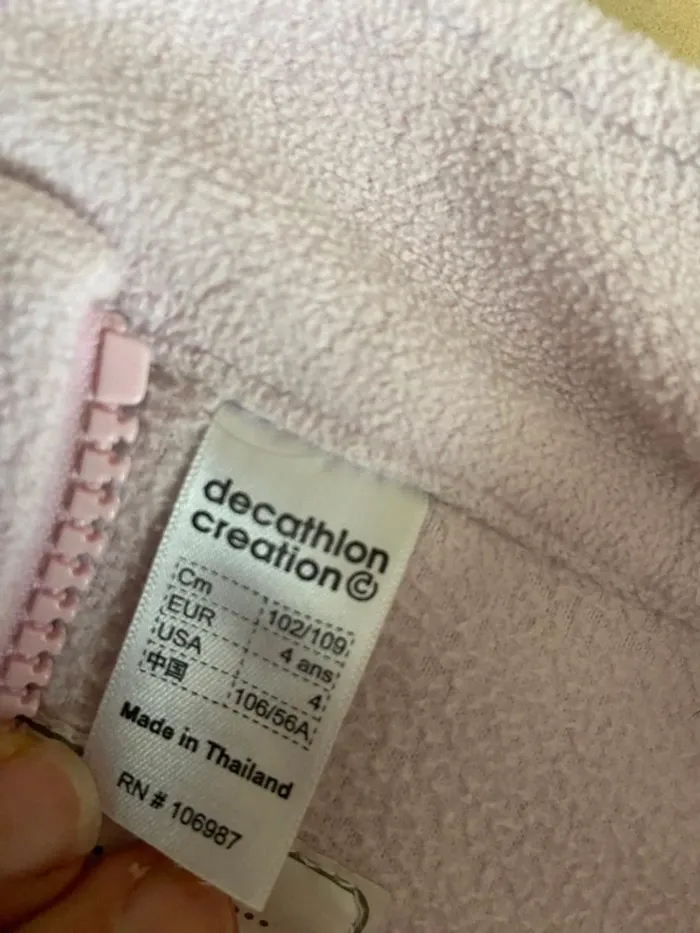 decathlon
creation
Cm 102/109
EUR 4 ans
USA 4
中国 106/56A
Made in Thailand
RN # 106987